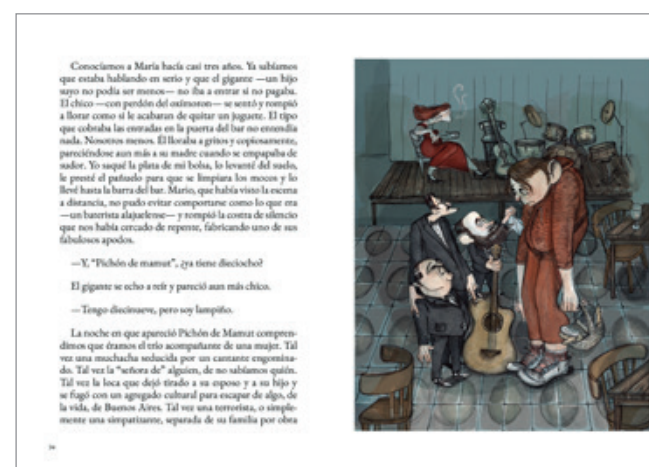 Conocíamos a María hacía casi tres años. Ya sabíamos
que estaba hablando en serio y que el gigante —un hijo
suyo no podía ser menos— no iba a entrar si no pagaba.
El chico —con perdón del oxímoron— se sentó y rompió
a llorar como si le acabaran de quitar un juguete. El tipo
que cobraba las entradas en la puerta del bar no entendía
nada. Nosotros menos. Él lloraba a gritos y copiosamente,
pareciéndose aun más a su madre cuando se empapaba de
sudor. Yo saqué la plata de mi bolsa, lo levanté del suelo,
le presté el pañuelo para que se limpiara los mocos y lo
llevé hasta la barra del bar. Mario, que había visto la escena
a distancia, no pudo evitar comportarse como lo que era
—un baterista alajuelense— y rompió la costra de silencio
que nos había cercado de repente, fabricando uno de sus
fabulosos apodos.
—Y, “Pichón de mamut”, ¿ya tiene dieciocho?
El gigante se echo a reír y pareció aun más chico.
—Tengo diecinueve, pero soy lampiño.
La noche en que apareció Pichón de Mamut compren-
dimos que éramos el trío acompañante de una mujer. Tal
vez una muchacha seducida por un cantante engomina-
do. Tal vez la “señora de” alguien, de no sabíamos quién.
Tal vez la loca que dejó tirado a su esposo y a su hijo y
se fugó con un agregado cultural para escapar de algo, de
la vida, de Buenos Aires. Tal vez una terrorista, o simple-
mente una simpatizante, separada de su familia por obra